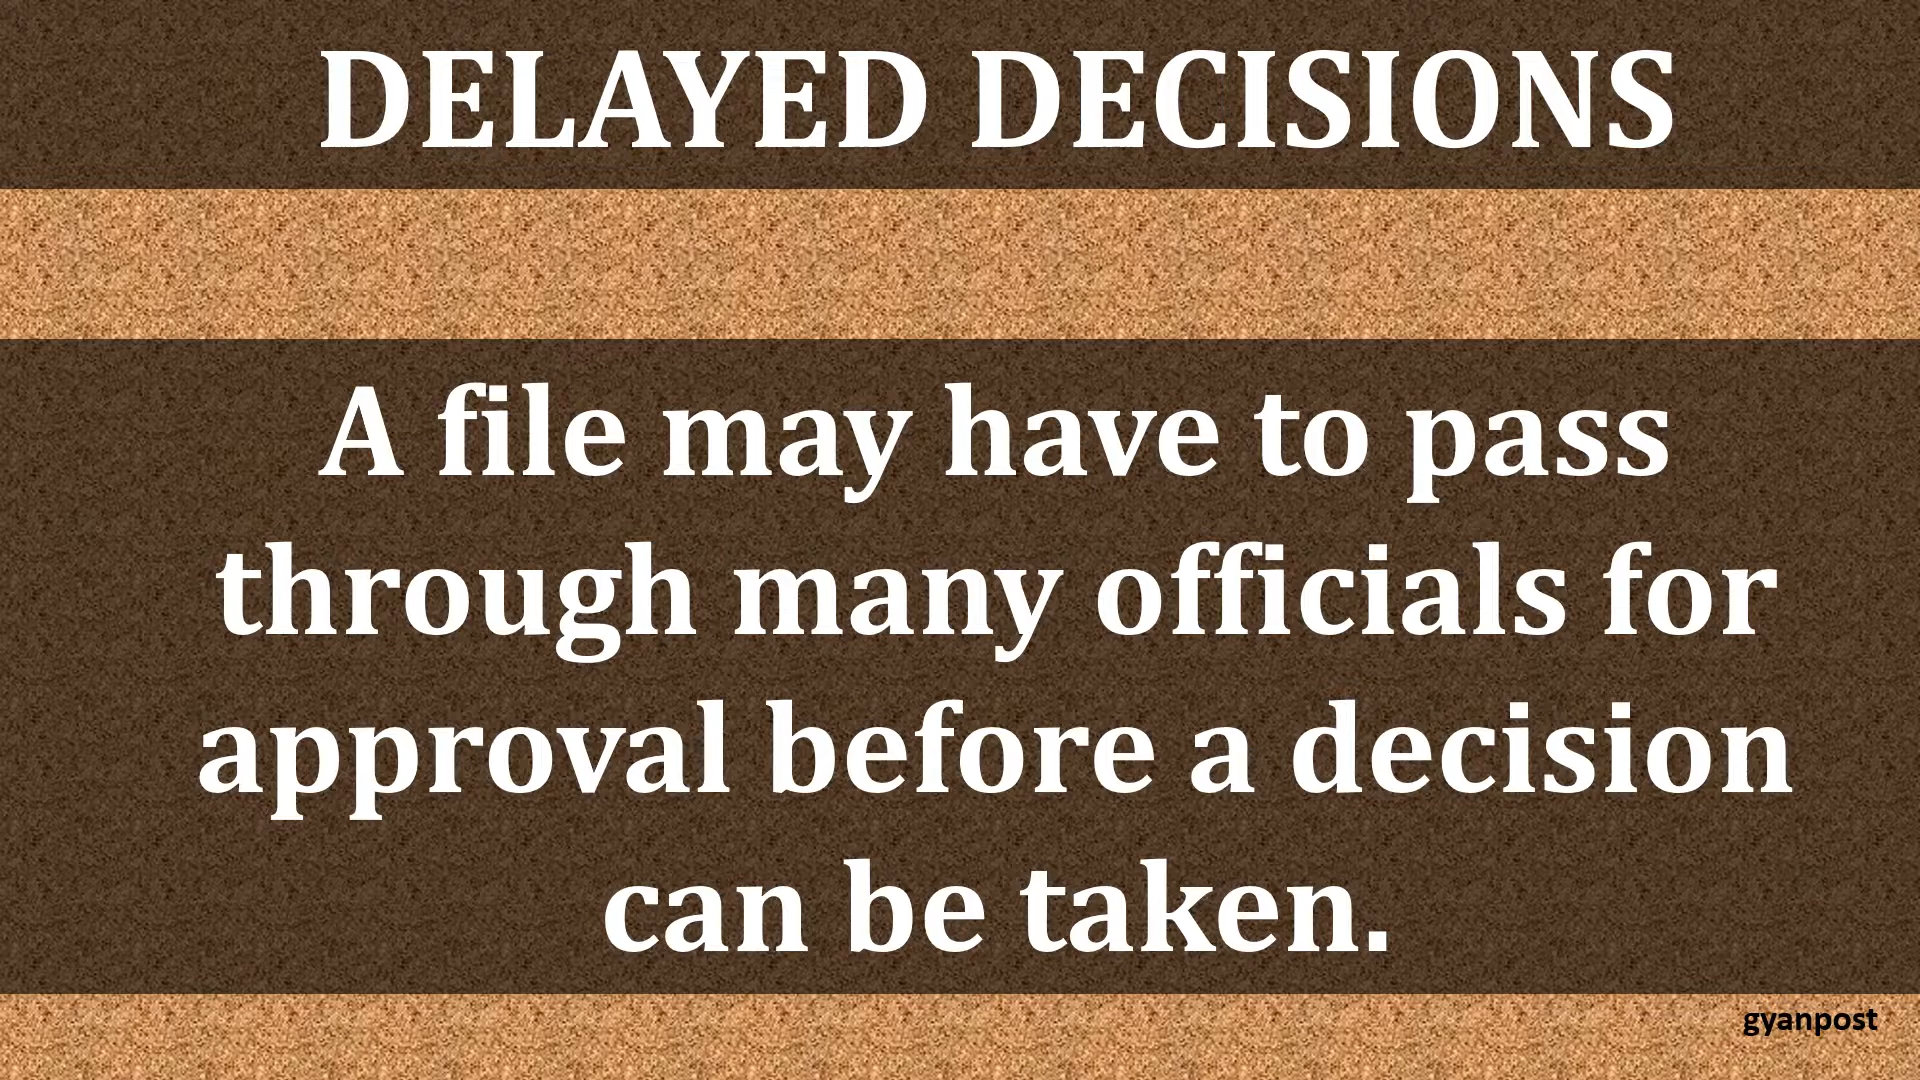 DELAYED DECISIONS
A file may have to pass
through many officials for
approval before a decision
can be taken.
gyanpost